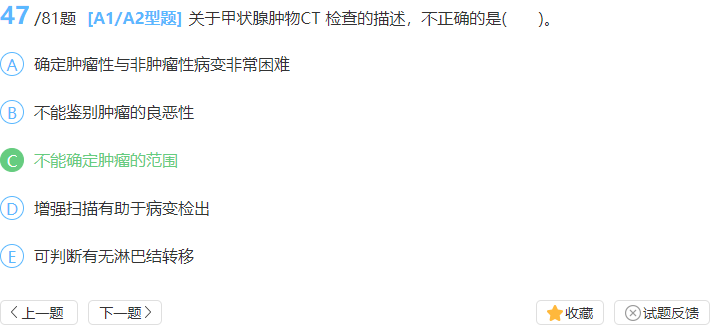 47/81题 [A1/A2型题] 关于甲状腺肿物CT 检查的描述，不正确的是(　　)。
A 确定肿瘤性与非肿瘤性病变非常困难
B 不能鉴别肿瘤的良恶性
C 不能确定肿瘤的范围
D 增强扫描有助于病变检出
E 可判断有无淋巴结转移
上一题 下一题 收藏 试题反馈